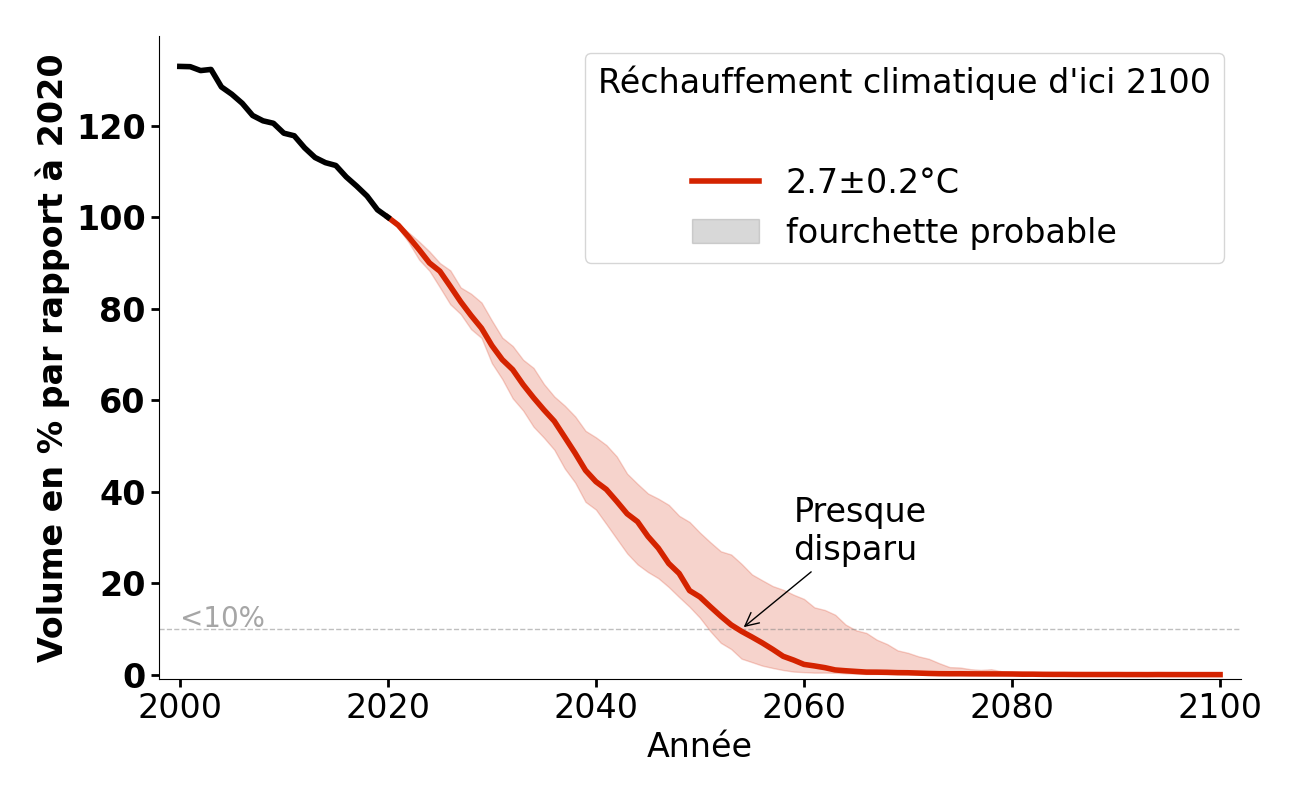 Volume en % par rapport à 2020
120
100
80
60
40
20
0
Réchauffement climatique d'ici 2100
2.7±0.2°C
fourchette probable
Presque
disparu
<10%
2000 2020 2040 2060 2080 2100
Année